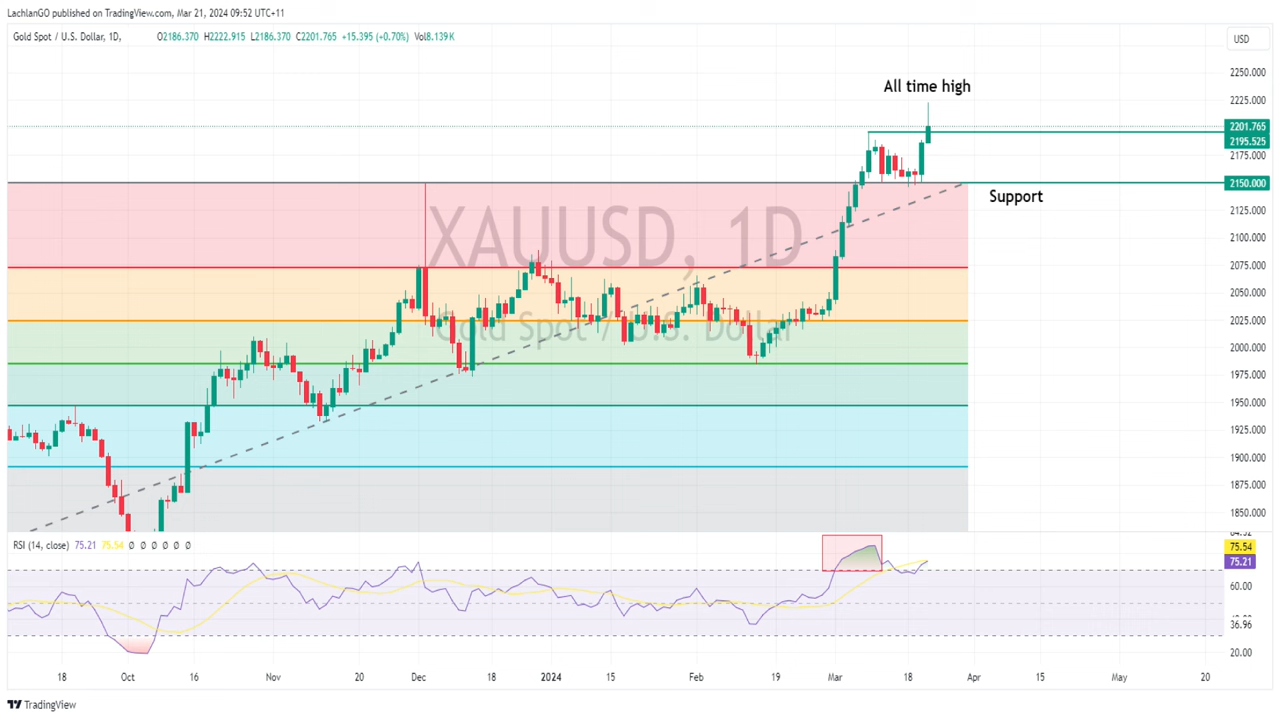 LachlanGO published on TradingView.com, Mar 21, 2024 09:52 UTC+11
Gold Spot / U.S. Dollar, 1D, O2186.370 H2222.915 L2186.370 C2201.765 +15.395 (+0.70%) Vol8.139K
USD
All time high
2250.000
2225.000
2201.765
2195.525
2175.000
2150.000
Support
2125.000
XAUUSD, 1D
2100.000
2075.000
2050.000
2025.000
Gold Spot / U.S. Dollar
2000.000
1975.000
1950.000
1925.000
1900.000
1875.000
1850.000
RSI (14, close) 75.21 75.54 Ø Ø Ø Ø Ø Ø
75.54
75.21
60.00
36.96
20.00
18 Oct 16 Nov 20 Dec 18 2024 15 Feb 19 Mar 18 Apr 15 May 20
TradingView